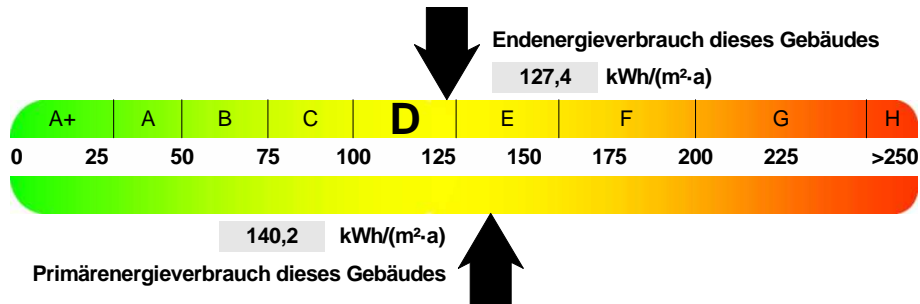 Endenergieverbrauch dieses Gebäudes
127,4 kWh/(m²·a)
A+ A B C D E F G H
0 25 50 75 100 125 150 175 200 225 >250
140,2 kWh/(m²·a)
Primärenergieverbrauch dieses Gebäudes